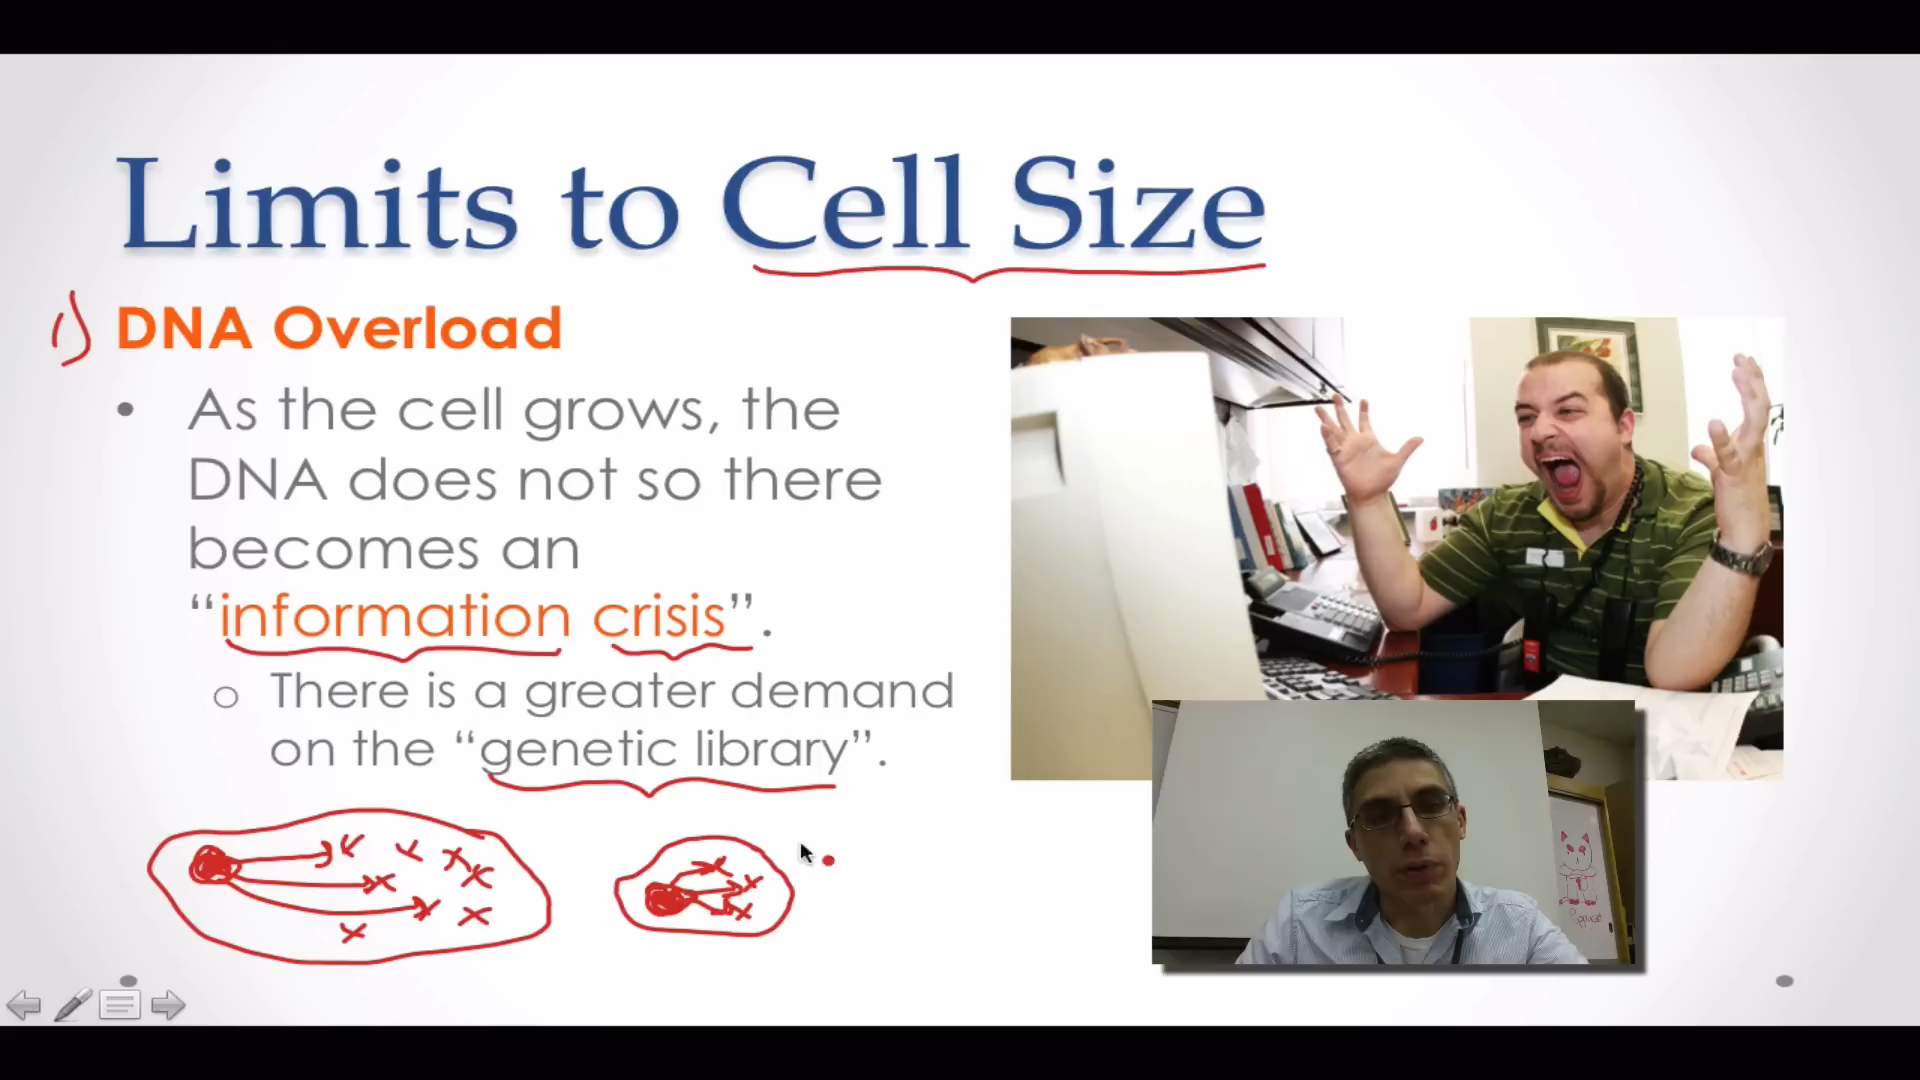 Limits to Cell Size
1) DNA Overload
• As the cell grows, the
DNA does not so there
becomes an
“information crisis”.
o There is a greater demand
on the “genetic library”.